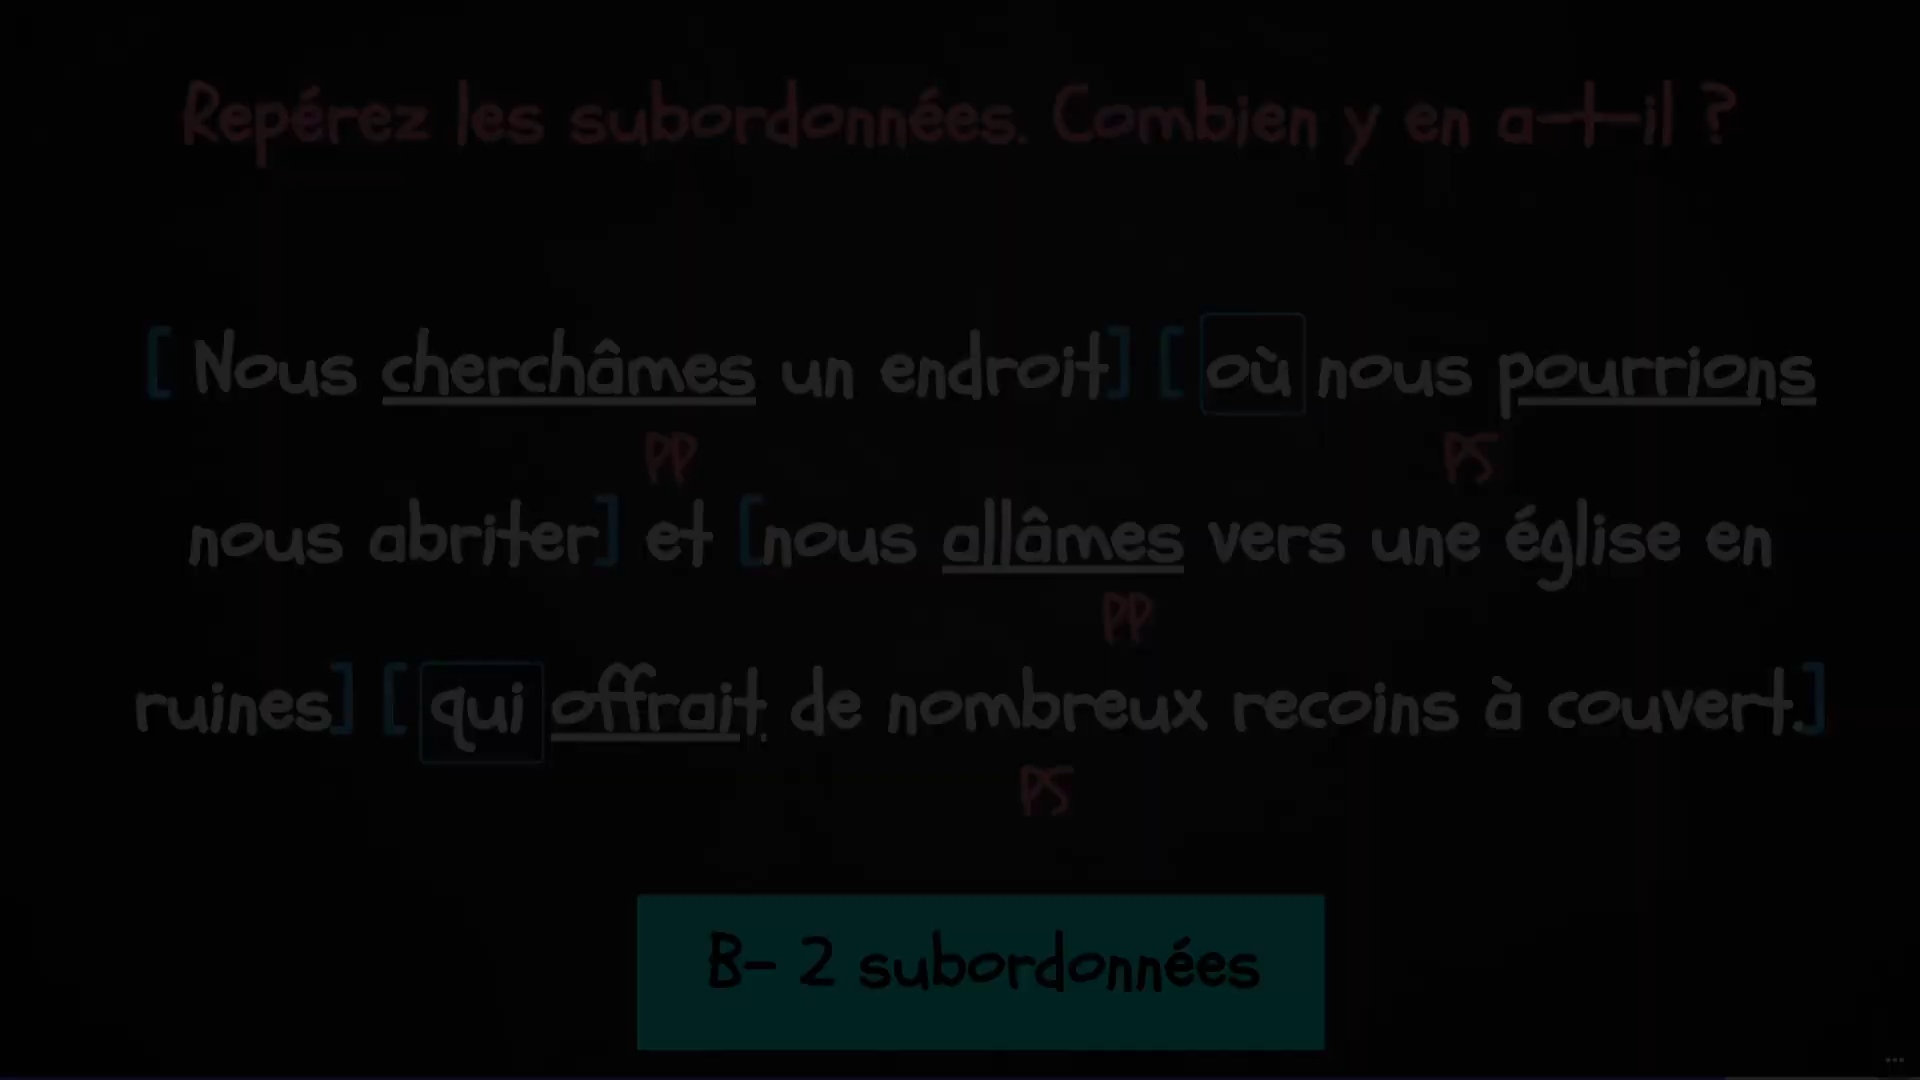 Repérez les subordonnées. Combien y en a-t-il ?
[ Nous cherchâmes un endroit] [ où nous pourrions
PP PS
nous abriter] et [nous allâmes vers une église en
PP
ruines] [ qui offrait de nombreux recoins à couvert.]
PS
B- 2 subordonnées